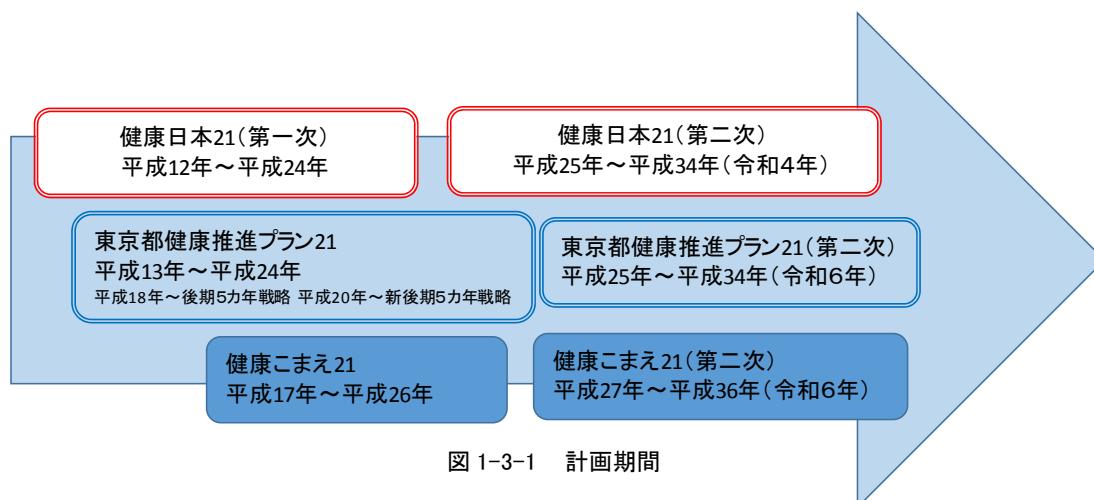 健康日本21(第一次)
平成12年～平成24年
健康日本21(第二次)
平成25年～平成34年(令和4年)
東京都健康推進プラン21
平成13年～平成24年
平成18年～後期5カ年戦略 平成20年～新後期5カ年戦略
東京都健康推進プラン21(第二次)
平成25年～平成34年(令和6年)
健康こまえ21
平成17年～平成26年
健康こまえ21(第二次)
平成27年～平成36年(令和6年)
図 1-3-1 計画期間